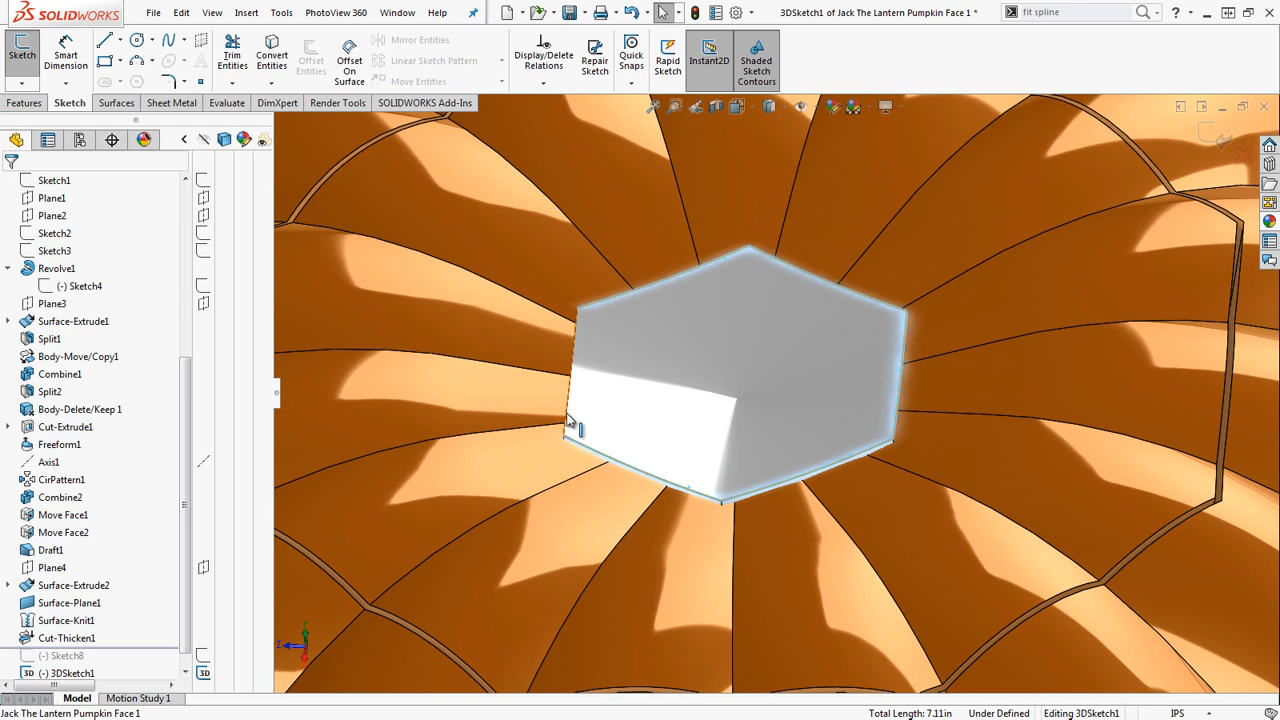 SOLIDWORKS
File Edit View Insert Tools PhotoView 360 Window Help
3DSketch1 of Jack The Lantern Pumpkin Face 1 *
fit spline
Sketch
Smart Dimension
Trim Entities
Convert Entities
Offset Entities
Offset On Surface
Mirror Entities
Linear Sketch Pattern
Move Entities
Display/Delete Relations
Repair Sketch
Quick Snaps
Rapid Sketch
Instant2D
Shaded Sketch Contours
Features Sketch Surfaces Sheet Metal Evaluate DimXpert Render Tools SOLIDWORKS Add-Ins
Sketch1
Plane1
Plane2
Sketch2
Sketch3
Revolve1
(-) Sketch4
Plane3
Surface-Extrude1
Split1
Body-Move/Copy1
Combine1
Split2
Body-Delete/Keep 1
Cut-Extrude1
Freeform1
Axis1
CirPattern1
Combine2
Move Face1
Move Face2
Draft1
Plane4
Surface-Extrude2
Surface-Plane1
Surface-Knit1
Cut-Thicken1
(-) Sketch8
3D (-) 3DSketch1 3D
Y
Z
Model Motion Study 1
Jack The Lantern Pumpkin Face 1 Total Length: 7.11in Under Defined Editing 3DSketch1 IPS